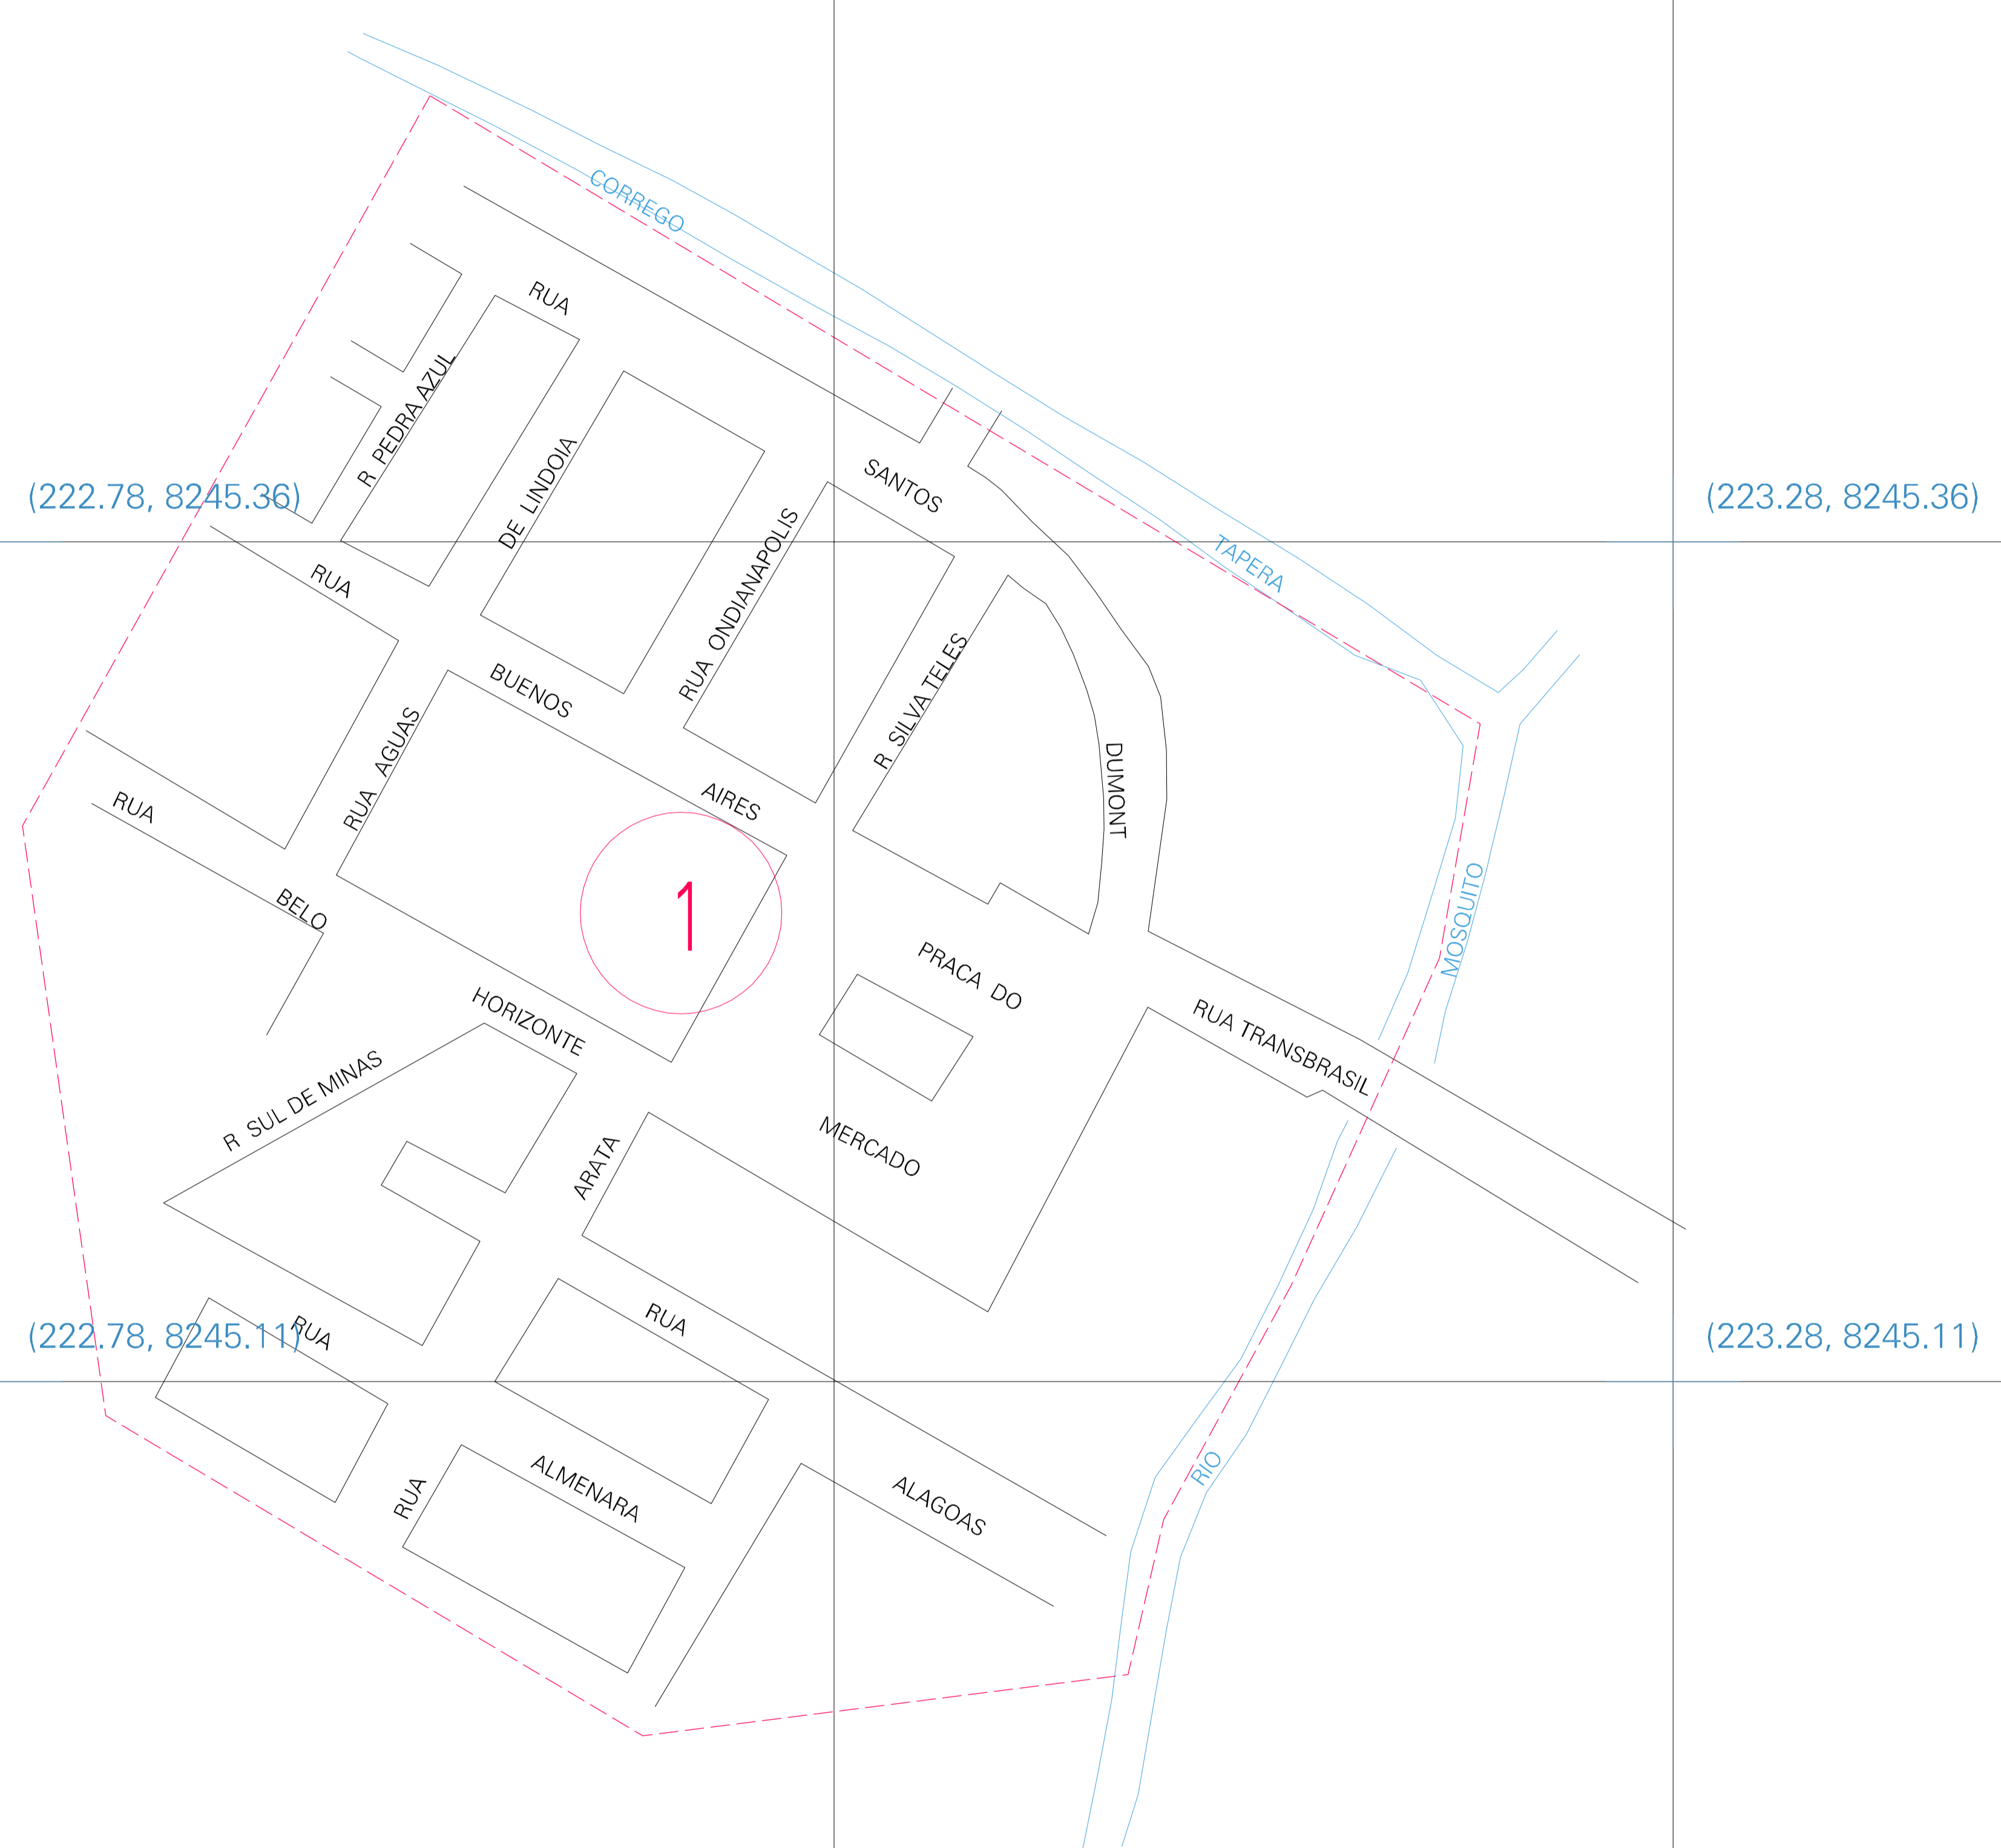 CORREGO
RUA
R PEDRA AZUL
DE LINDOIA
SANTOS
(222.78, 8245.36)
(223.28, 8245.36)
RUA ONDIANAPOLIS
TAPERA
RUA
R SILVA TELES
BUENOS
RUA AGUAS
AIRES
DUMONT
RUA
BELO
1
MOSQUITO
PRACA DO
HORIZONTE
RUA TRANSBRASIL
R SUL DE MINAS
MERCADO
ARATA
RUA
RUA
(222.78, 8245.11)
(223.28, 8245.11)
RUA
ALMENARA
ALAGOAS
RIO